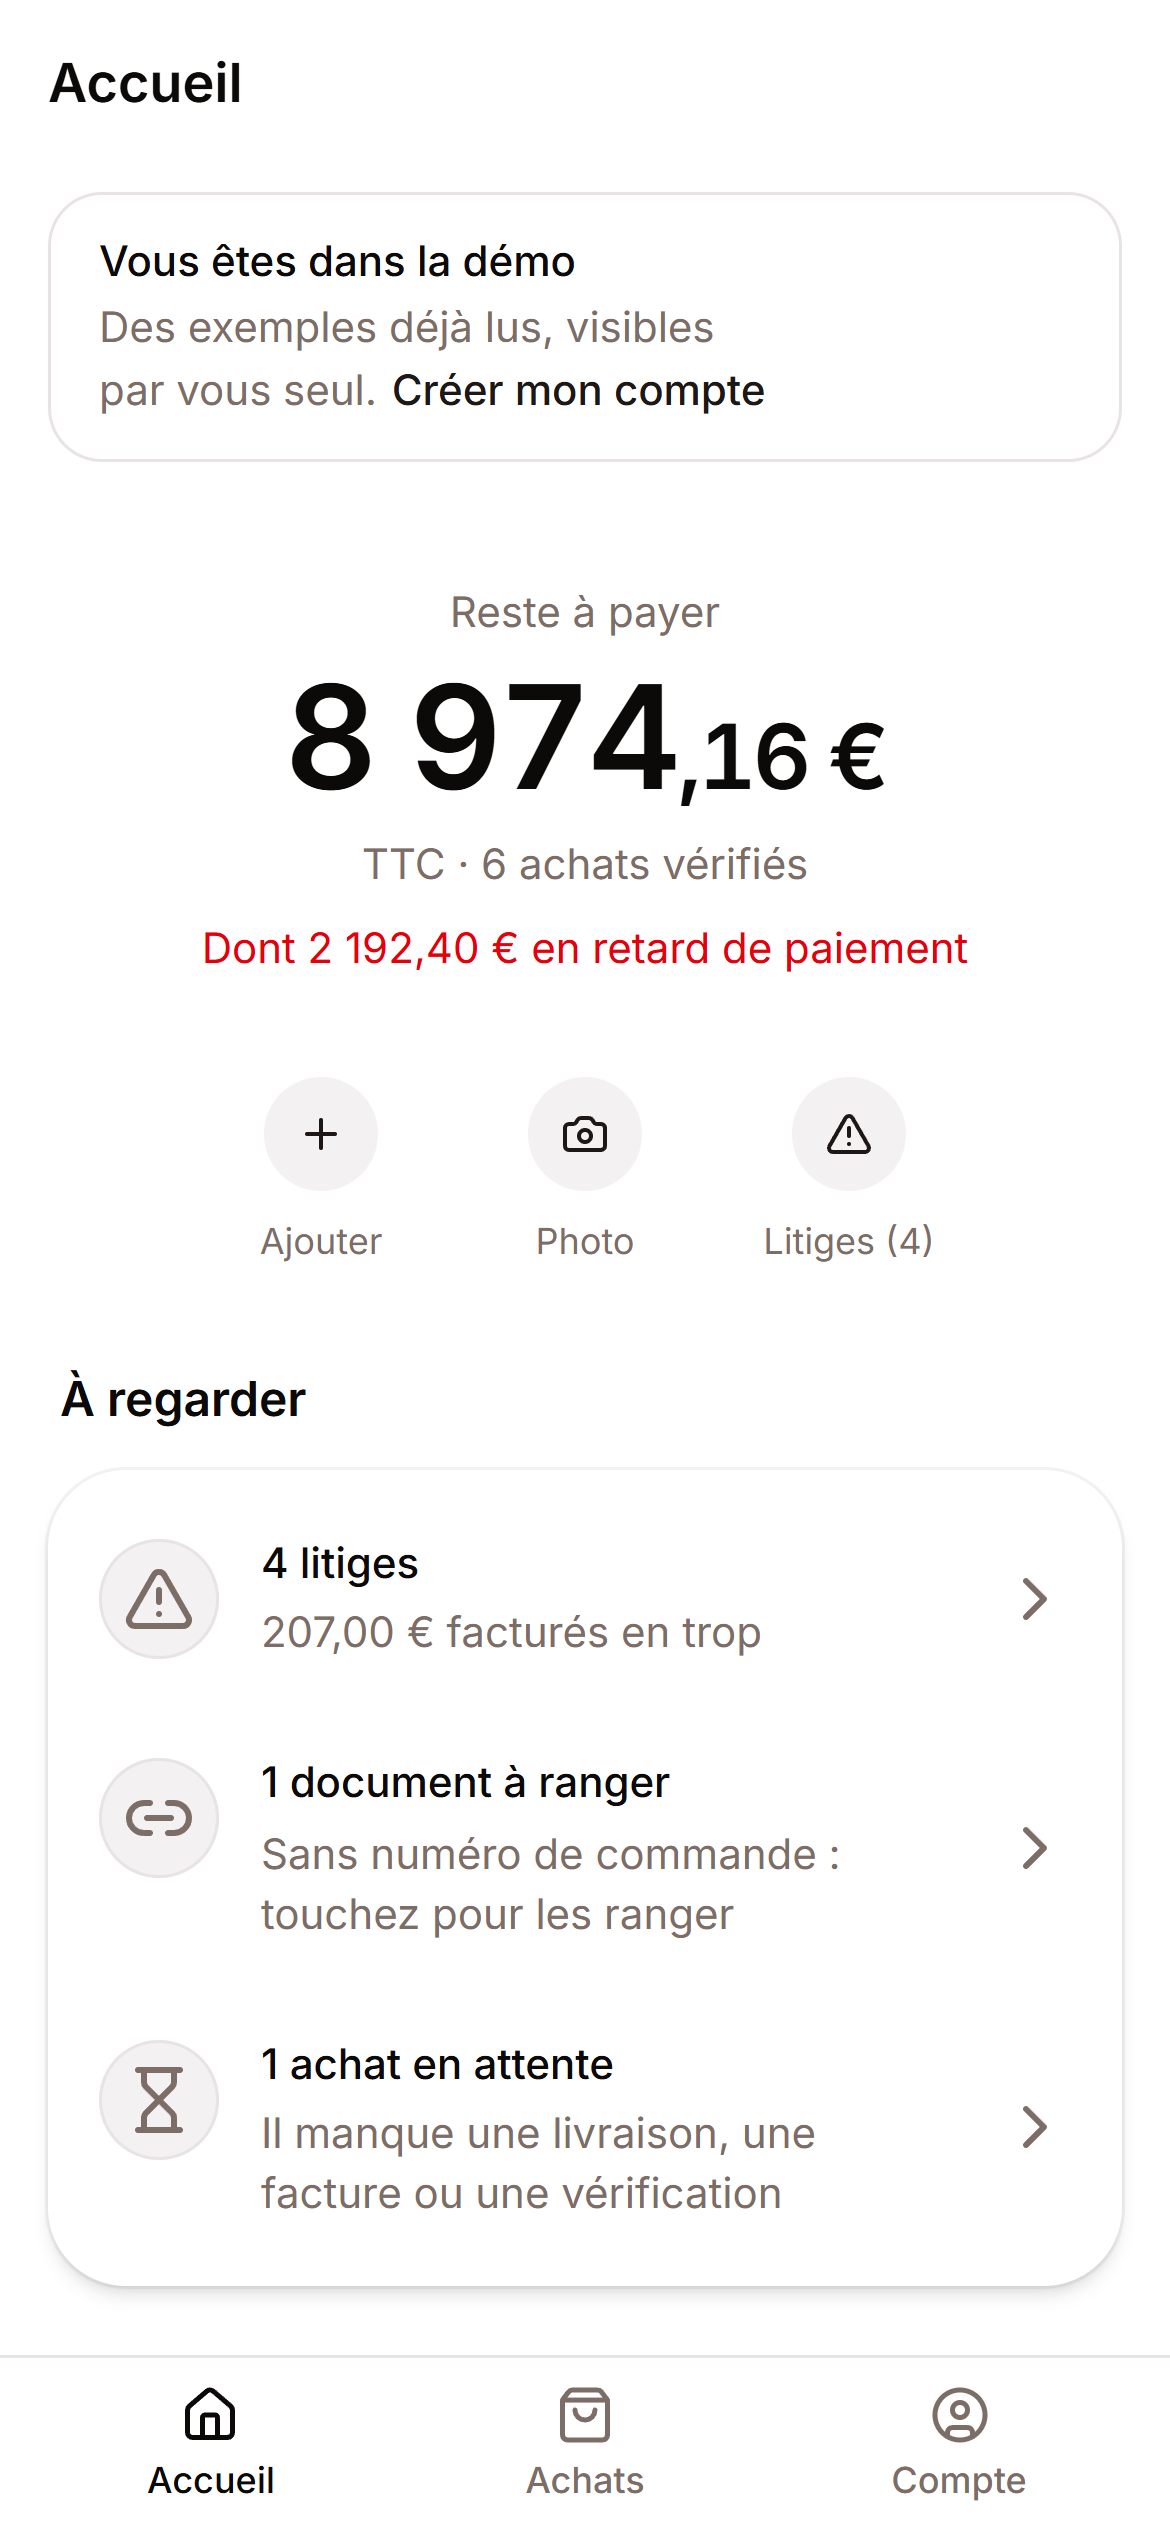 Accueil
Vous êtes dans la démo
Des exemples déjà lus, visibles
par vous seul. Créer mon compte
Reste à payer
8 974,16 €
TTC · 6 achats vérifiés
Dont 2 192,40 € en retard de paiement
Ajouter
Photo
Litiges (4)
À regarder
4 litiges
207,00 € facturés en trop
1 document à ranger
Sans numéro de commande :
touchez pour les ranger
1 achat en attente
Il manque une livraison, une
facture ou une vérification
Accueil
Achats
Compte